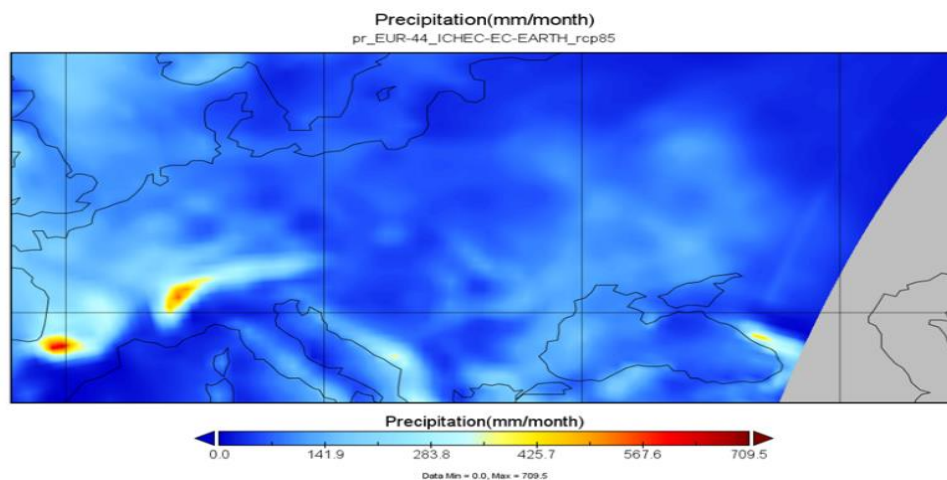 Precipitation(mm/month)
pr_EUR-44_ICHEC-EC-EARTH_rcp85
Precipitation(mm/month)
0.0 141.9 283.8 425.7 567.6 709.5
Data Min = 0.0, Max = 709.5